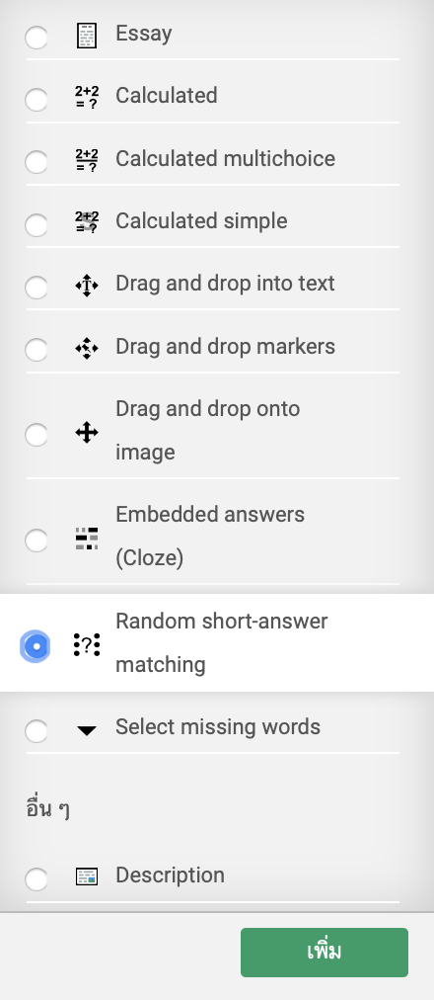 Essay
2+2
= ?
Calculated
2+2
= ?
Calculated multichoice
2+2
= ?
Calculated simple
Drag and drop into text
Drag and drop markers
Drag and drop onto
image
Embedded answers
(Cloze)
?
Random short-answer
matching
Select missing words
อื่น ๆ
Description
เพิ่ม